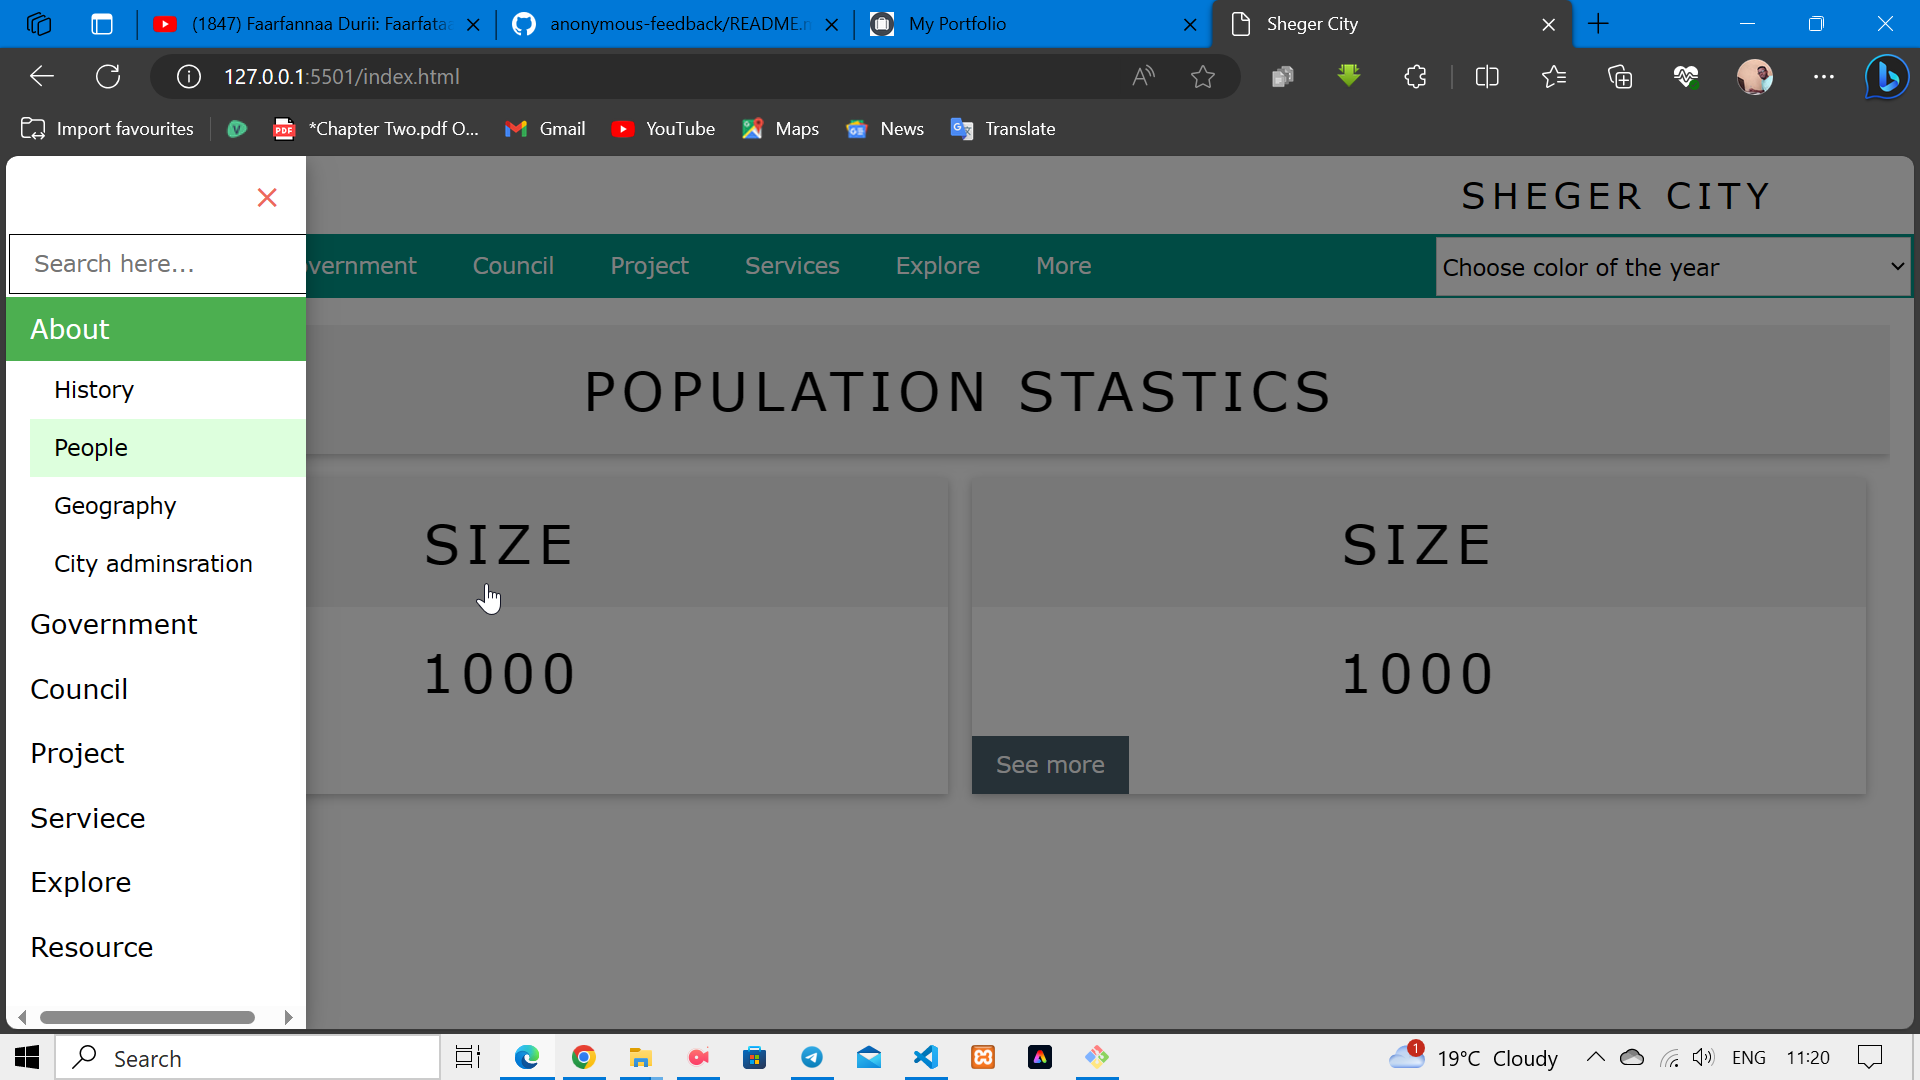 (1847) Faarfannaa Durii: Faarfata
anonymous-feedback/README.m
My Portfolio
Sheger City
127.0.0.1:5501/index.html
Import favourites
*Chapter Two.pdf O...
Gmail
YouTube
Maps
News
Translate
SHEGER CITY
Search here...
vernment
Council
Project
Services
Explore
More
Choose color of the year
About
History
People
Geography
City adminsration
Government
Council
Project
Serviece
Explore
Resource
POPULATION STASTICS
SIZE
1000
SIZE
1000
See more
Search
1
19°C Cloudy
ENG
11:20